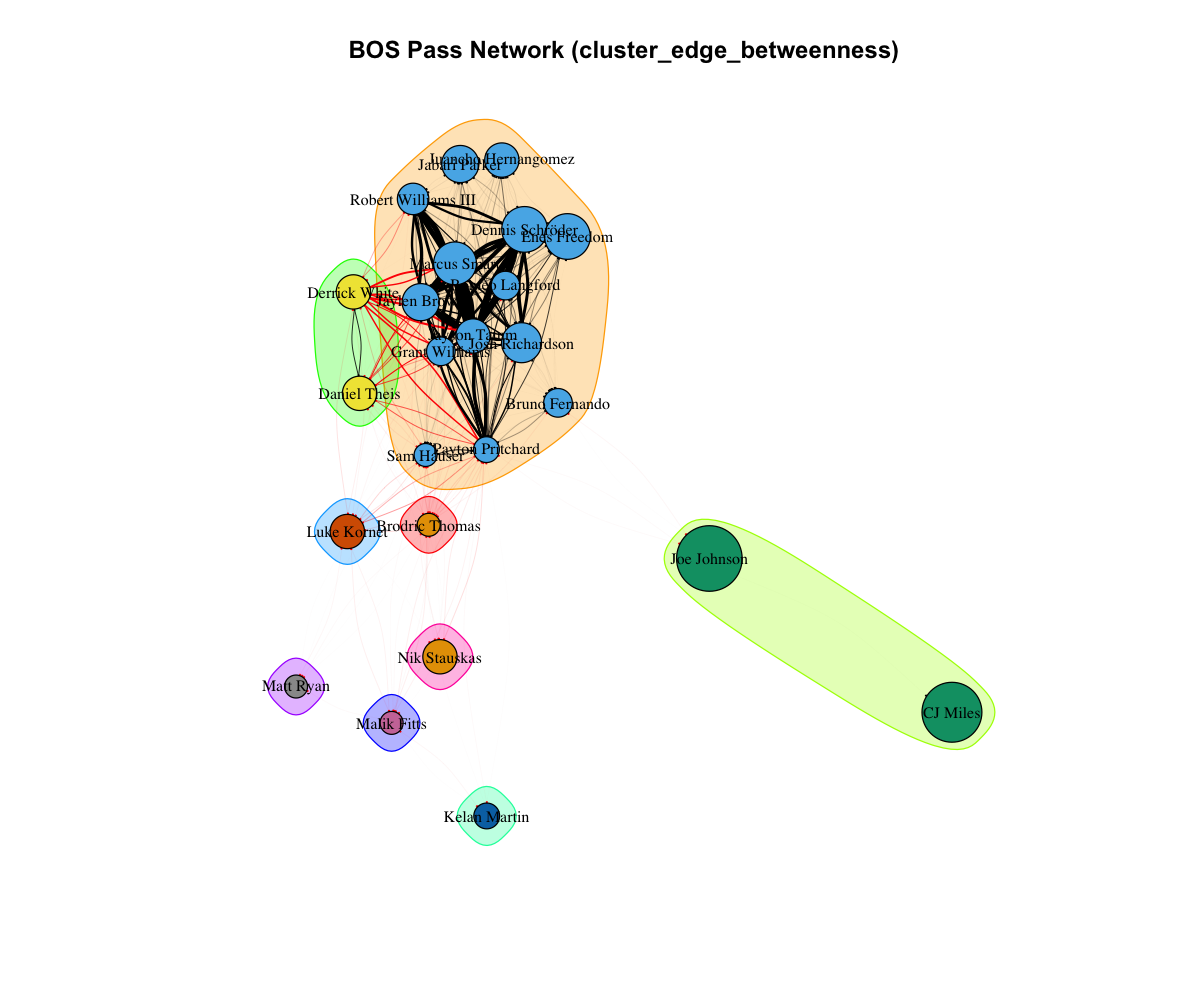 BOS Pass Network (cluster_edge_betweenness)
Juancho Hernangomez
Jabari Parker
Robert Williams III
Dennis Schröder
Enes Freedom
Marcus Smart
Romeo Langford
Derrick White
Jaylen Brown
Jayson Tatum
Josh Richardson
Grant Williams
Daniel Theis
Bruno Fernando
Payton Pritchard
Sam Hauser
Luke Kornet
Brodric Thomas
Joe Johnson
Nik Stauskas
Matt Ryan
CJ Miles
Malik Fitts
Kelan Martin